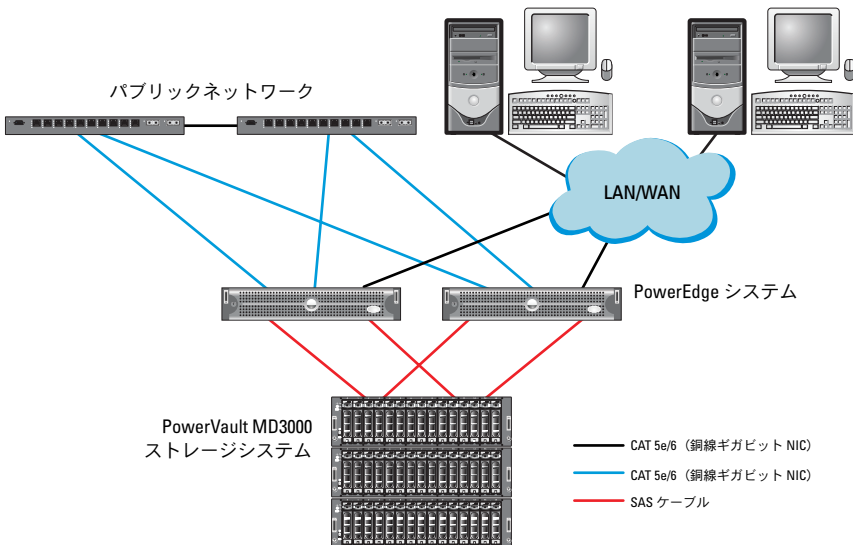 パブリックネットワーク
LAN/WAN
PowerEdge システム
PowerVault MD3000
ストレージシステム
CAT 5e/6（銅線ギガビット NIC）
CAT 5e/6（銅線ギガビット NIC）
SAS ケーブル